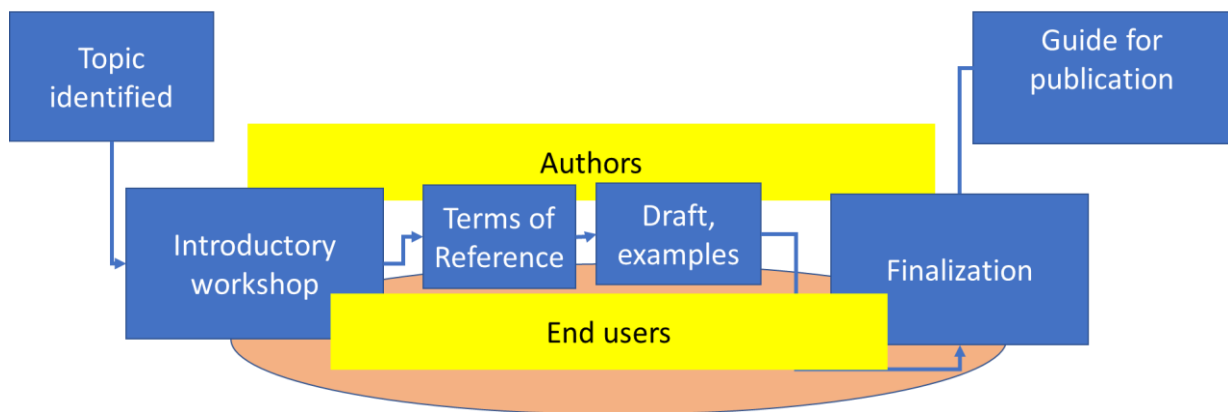 Topic
identified
Guide for
publication
Authors
Introductory
workshop
Terms of
Reference
Draft,
examples
Finalization
End users